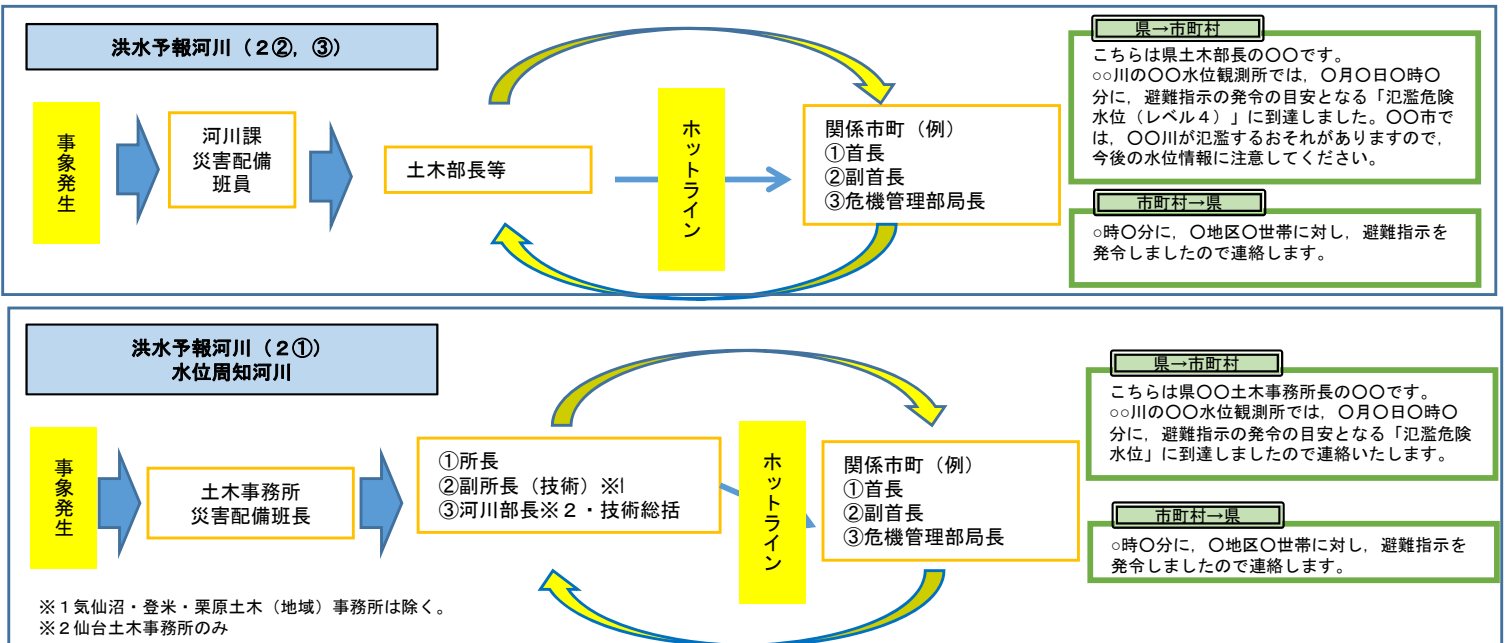 洪水予報河川(2②,③)
事象発生
河川課
災害配備
班員
土木部長等
ホットライン
関係市町(例)
①首長
②副首長
③危機管理部局長
県→市町村
こちらは県土木部長の〇〇です。
○○川の〇〇水位観測所では,〇月〇日〇時〇
分に,避難指示の発令の目安となる「氾濫危険
水位(レベル4)」に到達しました。〇〇市で
は,〇〇川が氾濫するおそれがありますので,
今後の水位情報に注意してください。
市町村→県
○時〇分に,〇地区〇世帯に対し,避難指示を
発令しましたので連絡します。
洪水予報河川(2①)
水位周知河川
事象発生
土木事務所
災害配備班長
①所長
②副所長(技術)※1
③河川部長※2・技術総括
ホットライン
関係市町(例)
①首長
②副首長
③危機管理部局長
県→市町村
こちらは県〇〇土木事務所長の〇〇です。
○○川の〇〇水位観測所では,〇月〇日〇時〇
分に,避難指示の発令の目安となる「氾濫危険
水位」に到達しましたので連絡いたします。
市町村→県
○時〇分に,〇地区〇世帯に対し,避難指示を
発令しましたので連絡します。
※1気仙沼・登米・栗原土木(地域)事務所は除く。
※2仙台土木事務所のみ